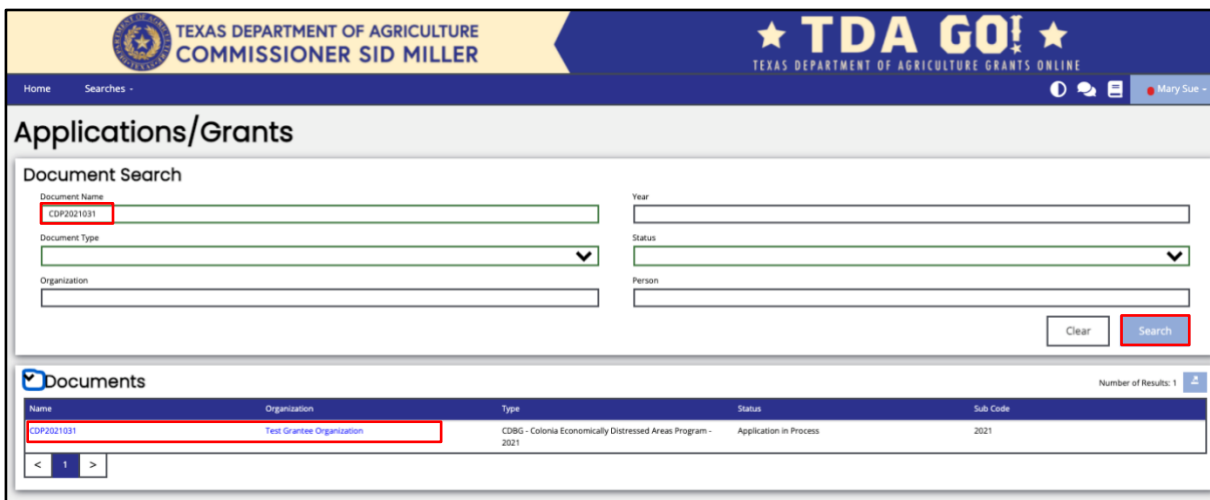 TEXAS DEPARTMENT OF AGRICULTURE
COMMISSIONER SID MILLER
TDA GO!
TEXAS DEPARTMENT OF AGRICULTURE GRANTS ONLINE
Home Searches -
Mary Sue -
Applications/Grants
Document Search
Document Name Year
CDP2021031
Document Type Status
Organization Person
Clear Search
Documents Number of Results: 1
Name Organization Type Status Sub Code
CDP2021031 Test Grantee Organization CDBG - Colonia Economically Distressed Areas Program - Application in Process 2021
2021
< 1 >